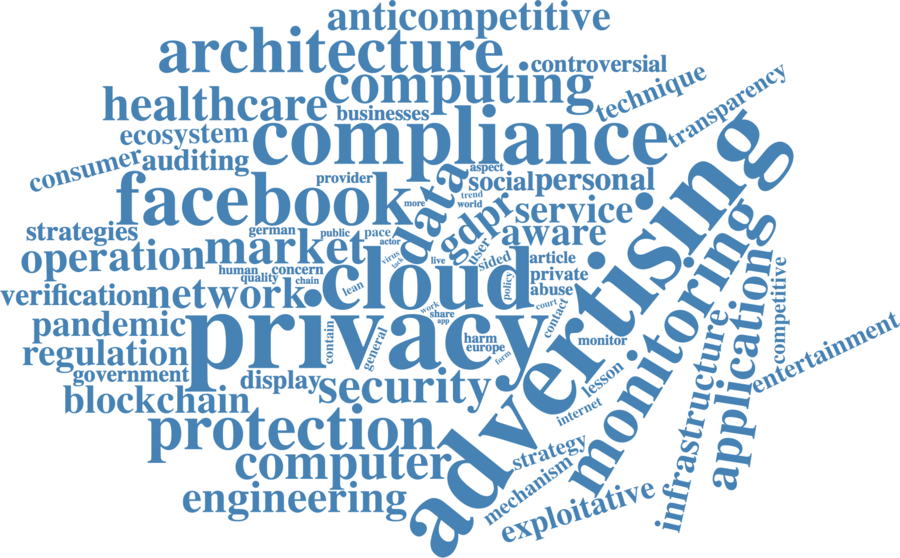 anticompetitive
architecture
controversial
computing
technique
transparency
healthcare
businesses
ecosystem
compliance
consumer
auditing
aspect
provider
social
personal
facebook
data
trend
world
more
gdpr
service
advertising
strategies
german
public
pace
actor
market
aware
operation
virus
lack
live
user
sided
article
human
concern
quality
chain
cloud
policy
private
abuse
verification
network
lean
monitoring
application
competitive
work
share
app
court
contact
pandemic
privacy
contain
general
harm
europe
form
monitor
regulation
government
display
security
lesson
internet
infrastructure
entertainment
blockchain
protection
strategy
computer
mechanism
engineering
exploitative